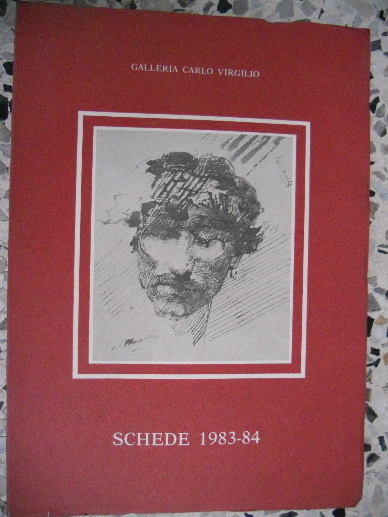 GALLERIA CARLO VIRGILIO
SCHEDE 1983-84